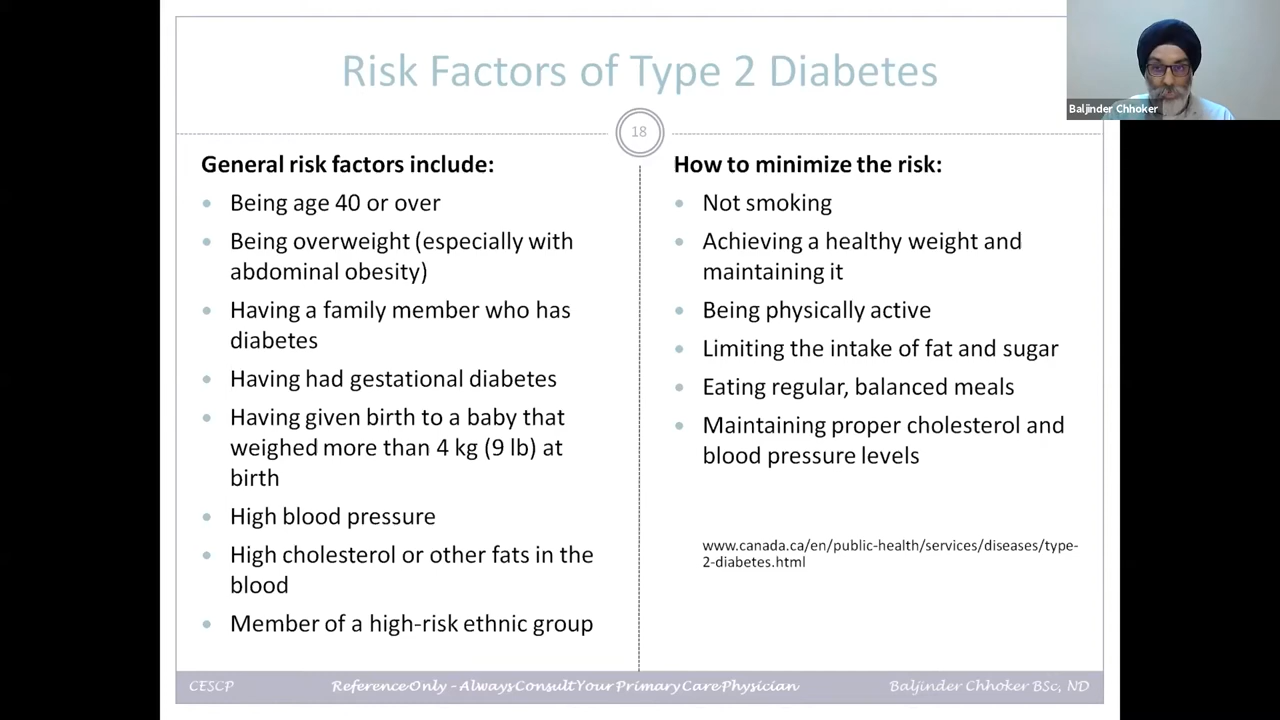 Risk Factors of Type 2 Diabetes
Baljinder Chhoker
18
General risk factors include:
Being age 40 or over
Being overweight (especially with
abdominal obesity)
Having a family member who has
diabetes
Having had gestational diabetes
Having given birth to a baby that
weighed more than 4 kg (9 lb) at
birth
High blood pressure
High cholesterol or other fats in the
blood
Member of a high-risk ethnic group
How to minimize the risk:
Not smoking
Achieving a healthy weight and
maintaining it
Being physically active
Limiting the intake of fat and sugar
Eating regular, balanced meals
Maintaining proper cholesterol and
blood pressure levels
www.canada.ca/en/public-health/services/diseases/type-
2-diabetes.html
CESCP
Reference Only - Always Consult Your Primary Care Physician
Baljinder Chhoker BSc, ND